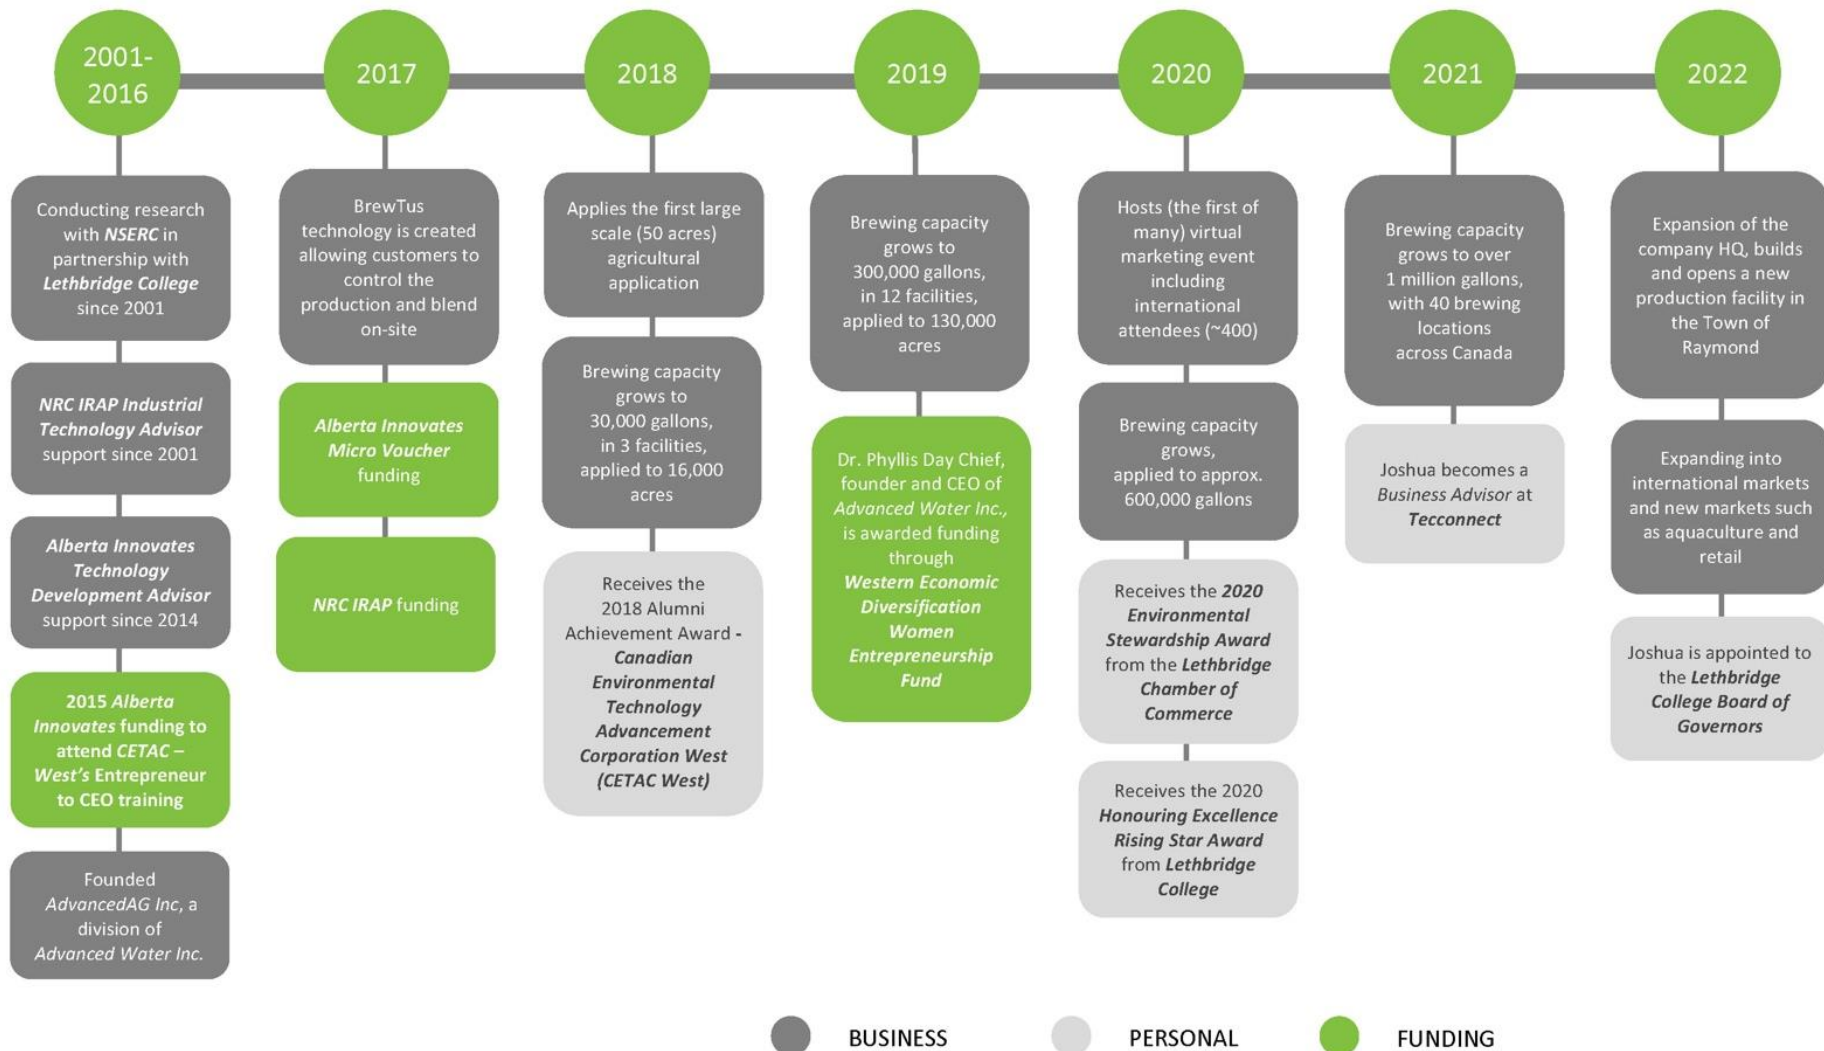 2001-
2016
2017
2018
2019
2020
2021
2022
Conducting research
with NSERC in
partnership with
Lethbridge College
since 2001
NRC IRAP Industrial
Technology Advisor
support since 2001
Alberta Innovates
Technology
Development Advisor
support since 2014
2015 Alberta
Innovates funding to
attend CETAC –
West’s Entrepreneur
to CEO training
Founded
AdvancedAG Inc, a
division of
Advanced Water Inc.
BrewTus
technology is created
allowing customers to
control the
production and blend
on-site
Alberta Innovates
Micro Voucher
funding
NRC IRAP funding
Applies the first large
scale (50 acres)
agricultural
application
Brewing capacity
grows to
30,000 gallons,
in 3 facilities,
applied to 16,000
acres
Receives the
2018 Alumni
Achievement Award -
Canadian
Environmental
Technology
Advancement
Corporation West
(CETAC West)
Brewing capacity
grows to
300,000 gallons,
in 12 facilities,
applied to 130,000
acres
Dr. Phyllis Day Chief,
founder and CEO of
Advanced Water Inc.,
is awarded funding
through
Western Economic
Diversification
Women
Entrepreneurship
Fund
Hosts (the first of
many) virtual
marketing event
including
international
attendees (~400)
Brewing capacity
grows,
applied to approx.
600,000 gallons
Receives the 2020
Environmental
Stewardship Award
from the Lethbridge
Chamber of
Commerce
Receives the 2020
Honouring Excellence
Rising Star Award
from Lethbridge
College
Brewing capacity
grows to over
1 million gallons,
with 40 brewing
locations
across Canada
Joshua becomes a
Business Advisor at
Tecconnect
Expansion of the
company HQ, builds
and opens a new
production facility in
the Town of
Raymond
Expanding into
international markets
and new markets such
as aquaculture and
retail
Joshua is appointed to
the Lethbridge
College Board of
Governors
BUSINESS
PERSONAL
FUNDING